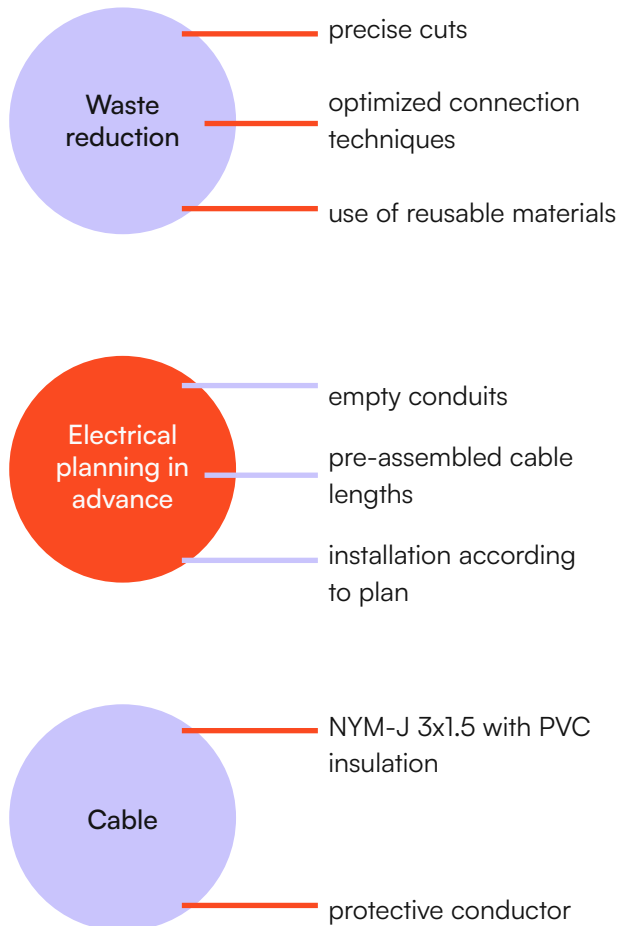 Waste
reduction
precise cuts
optimized connection
techniques
use of reusable materials
Electrical
planning in
advance
empty conduits
pre-assembled cable
lengths
installation according
to plan
Cable
NYM-J 3x1.5 with PVC
insulation
protective conductor